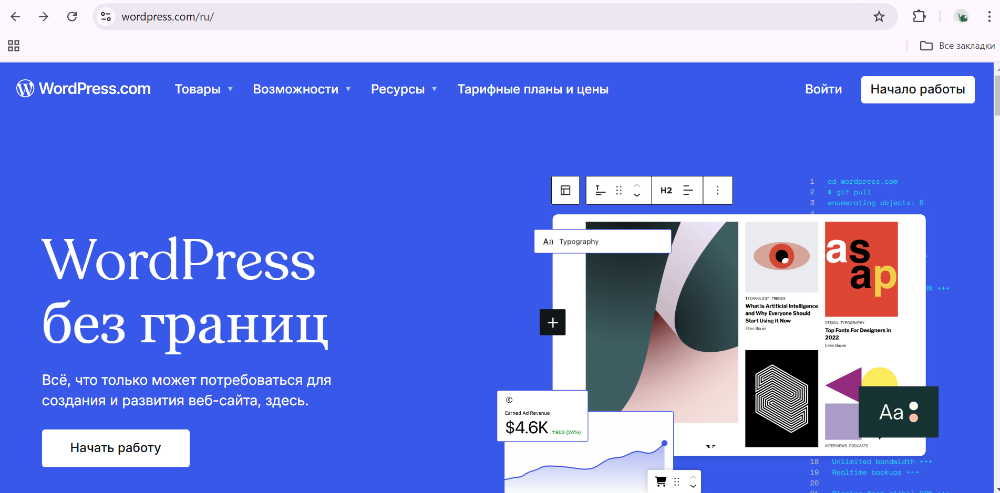 wordpress.com/ru/
Все закладки
WordPress.com
Товары
Возможности
Ресурсы
Тарифные планы и цены
Войти
Начало работы
WordPress
без границ
Всё, что только может потребоваться для
создания и развития веб-сайта, здесь.
Начать работу
H2
1 cd wordpress.com
2 $ git pull
3 enumerating objects: 6
4
Aa Typography
as
ap
DN +++
TECHNOLOGY TRENDS
What is Artificial Intelligence
and Why Everyone Should
Start Using it Now
Ellen Bauer
DESIGN TYPOGRAPHY
Top Fonts For Designers in
2022
Ellen Bauer
Earned Ad Revenue
$4.6K ↑903 (24%)
Aa
INTERVIEWS PODCASTS
18 Unlimited bandwidth +++
19 Realtime backups +++
20